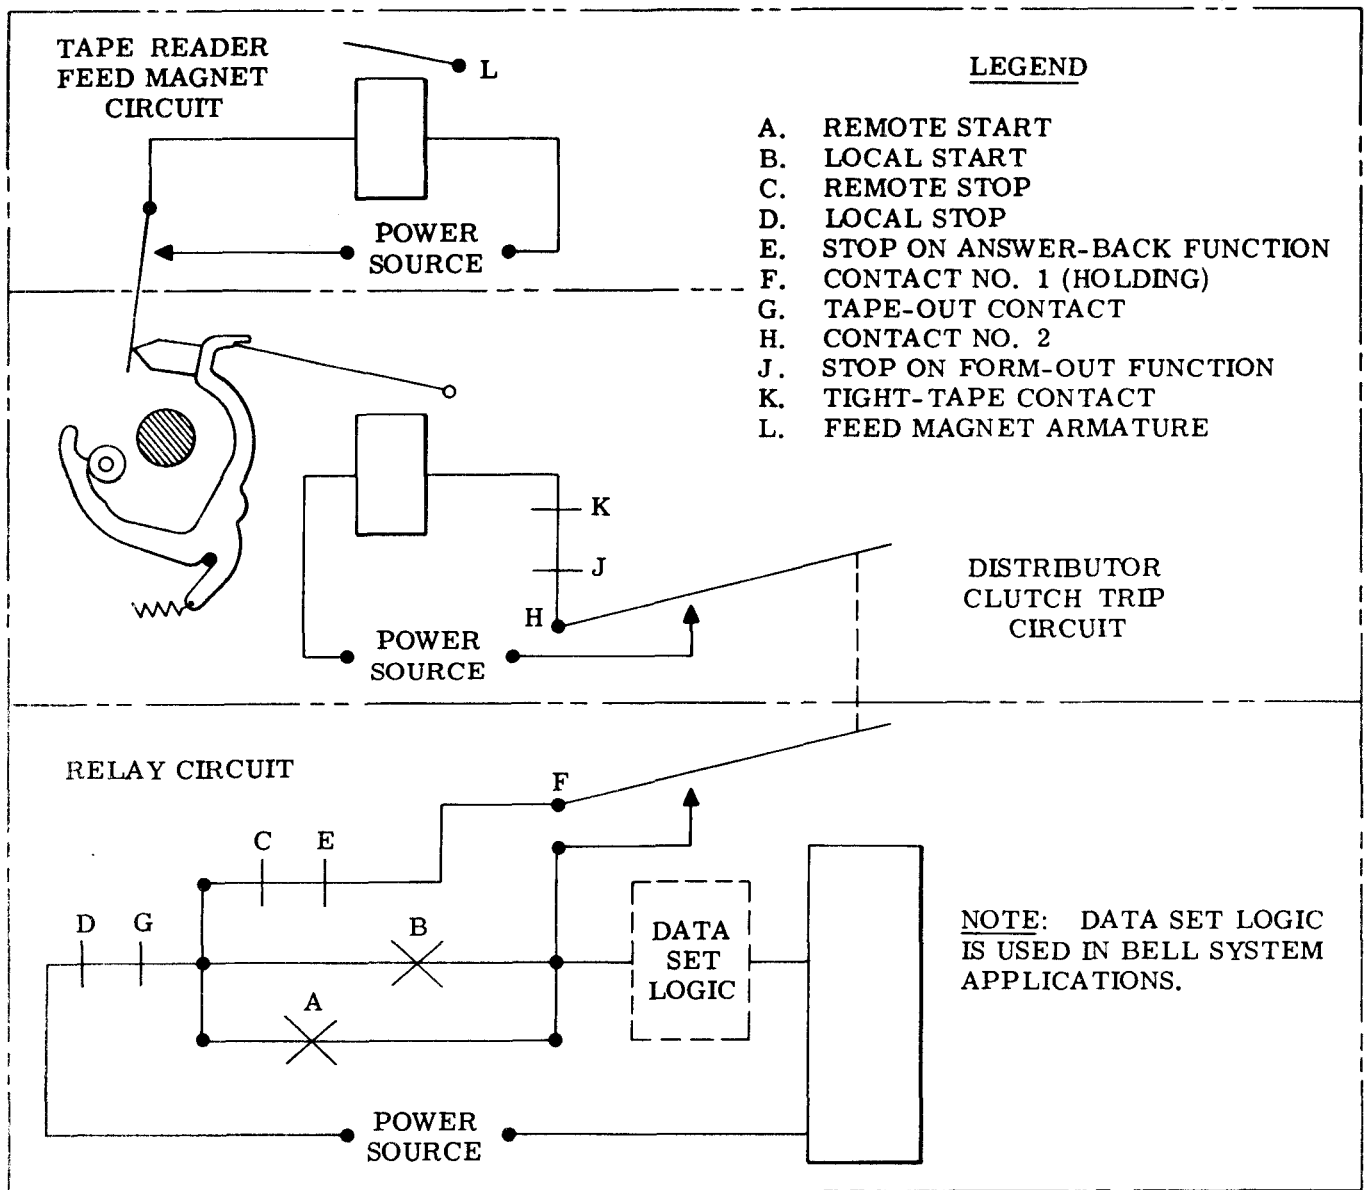 TAPE READER
FEED MAGNET
CIRCUIT
L
POWER
SOURCE
LEGEND
A. REMOTE START
B. LOCAL START
C. REMOTE STOP
D. LOCAL STOP
E. STOP ON ANSWER-BACK FUNCTION
F. CONTACT NO. 1 (HOLDING)
G. TAPE-OUT CONTACT
H. CONTACT NO. 2
J. STOP ON FORM-OUT FUNCTION
K. TIGHT-TAPE CONTACT
L. FEED MAGNET ARMATURE
K
J
H
POWER
SOURCE
DISTRIBUTOR
CLUTCH TRIP
CIRCUIT
RELAY CIRCUIT
F
C E
D G B
A
DATA
SET
LOGIC
POWER
SOURCE
NOTE: DATA SET LOGIC
IS USED IN BELL SYSTEM
APPLICATIONS.